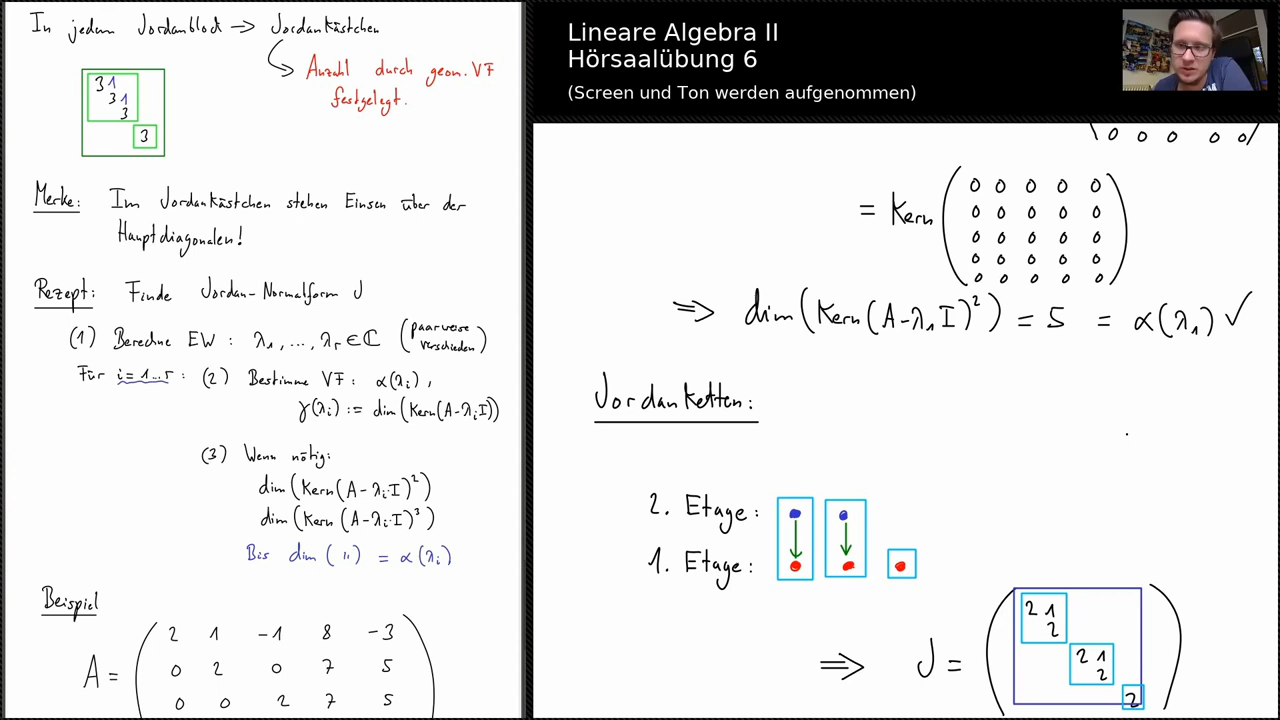 In jedem Jordanblock → Jordankästchen
Anzahl durch geom. VF
festgelegt.
3 1
3 1
3
3
Merke: Im Jordankästchen stehen Einsen über der
Hauptdiagonalen!
Rezept: Finde Jordan-Normalform J
(1) Berechne EW: λ₁, ..., λᵣ ∈ ℂ (paarweise verschieden)
Für i=1...r: (2) Bestimme VF: α(λᵢ),
γ(λᵢ) := dim(Kern(A-λᵢI))
(3) Wenn nötig:
dim(Kern(A-λᵢI)²)
dim(Kern(A-λᵢI)³)
Bis dim( " ) = α(λᵢ)
Beispiel
A = 2 1 -1 8 -3
0 2 0 7 5
0 0 2 7 5
Lineare Algebra II
Hörsaalübung 6
(Screen und Ton werden aufgenommen)
0 0 0 0 0
= Kern
0 0 0 0 0
0 0 0 0 0
0 0 0 0 0
0 0 0 0 0
0 0 0 0 0
⇒ dim(Kern(A-λ₁I)²) = 5 = α(λ₁) ✓
Jordanketten:
2. Etage:
1. Etage:
⇒ J =
2 1
2
2 1
2
2